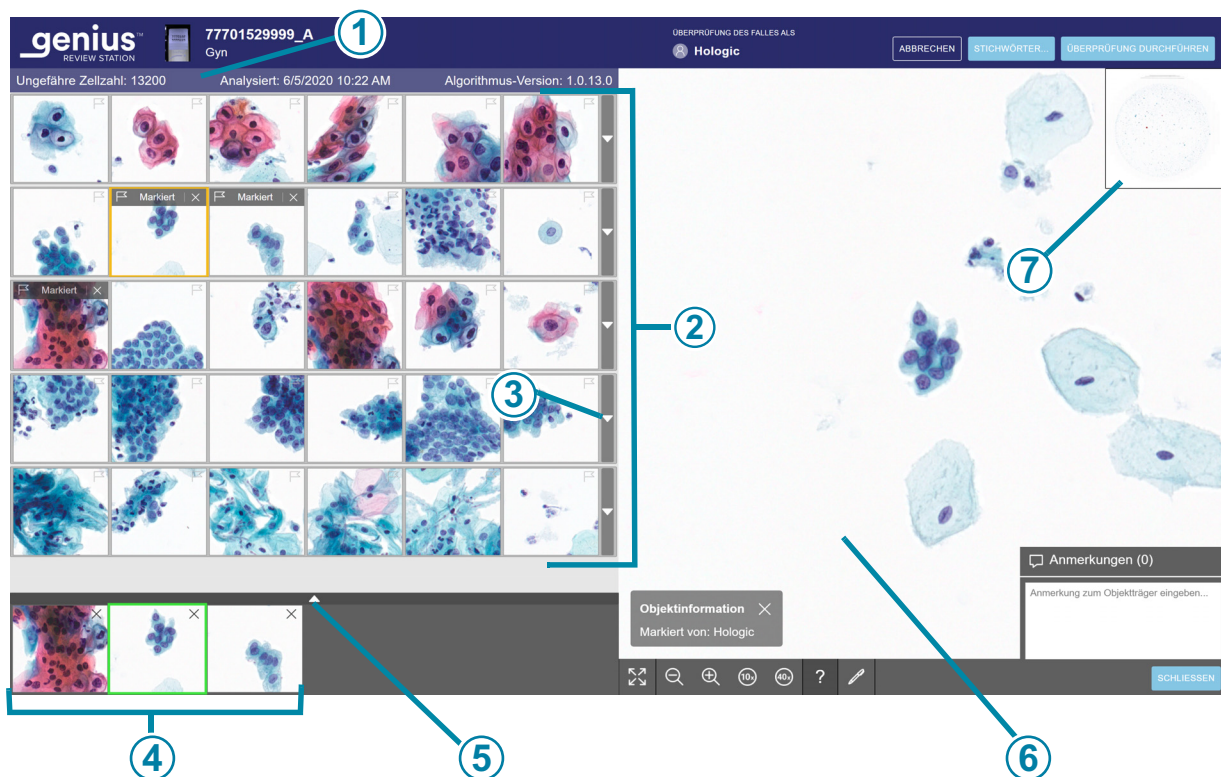 genius™
REVIEW STATION
77701529999_A
Gyn
1
ÜBERPRÜFUNG DES FALLES ALS
Hologic
ABBRECHEN
STICHWÖRTER...
ÜBERPRÜFUNG DURCHFÜHREN
Ungefähre Zellzahl: 13200
Analysiert: 6/5/2020 10:22 AM
Algorithmus-Version: 1.0.13.0
Markiert
Markiert
7
Markiert
2
3
Anmerkungen (0)
Anmerkung zum Objektträger eingeben...
Objektinformation
Markiert von: Hologic
10x
40x
?
SCHLIESSEN
4
5
6